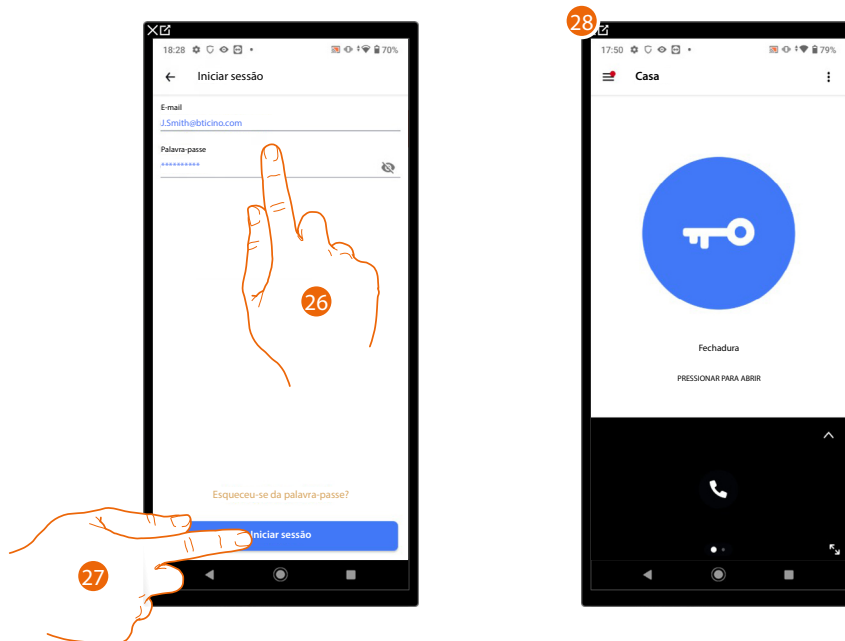 18:28
70%
Iniciar sessão
E-mail
J.Smith@bticino.com
Palavra-passe
**********
26
Esqueceu-se da palavra-passe?
Iniciar sessão
27
28
17:50
79%
Casa
Fechadura
PRESSIONAR PARA ABRIR